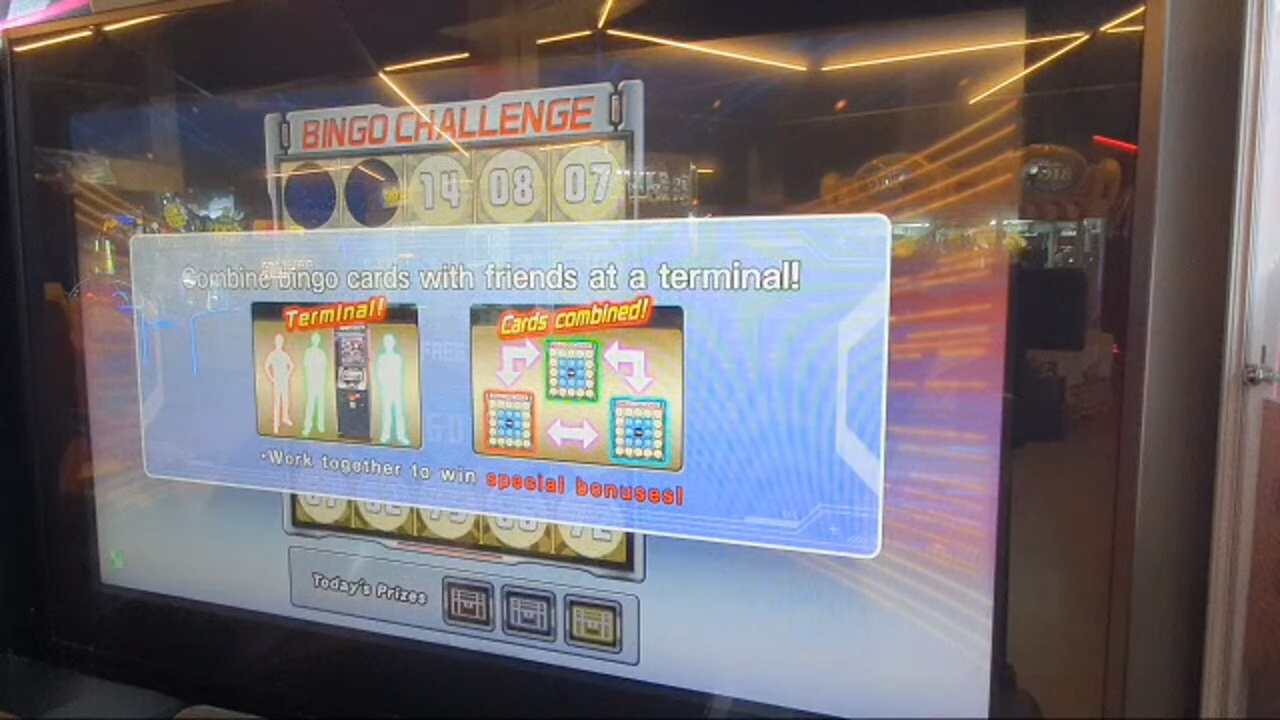 BINGO CHALLENGE
14 08 07
Combine bingo cards with friends at a terminal!
Terminal!
Cards combined!
FREE
•Work together to win special bonuses!
Today's Prizes